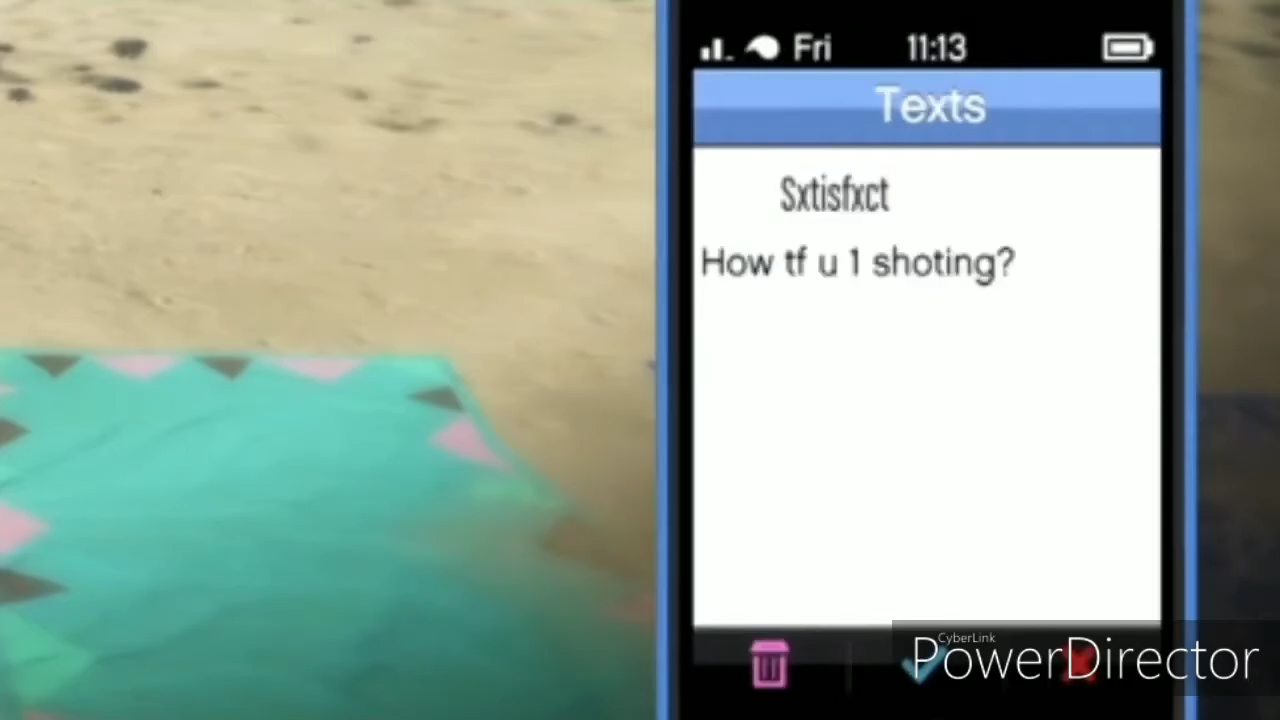 Fri 11:13
Texts
Sxtisfxct
How tf u 1 shoting?
CyberLink
PowerDirector